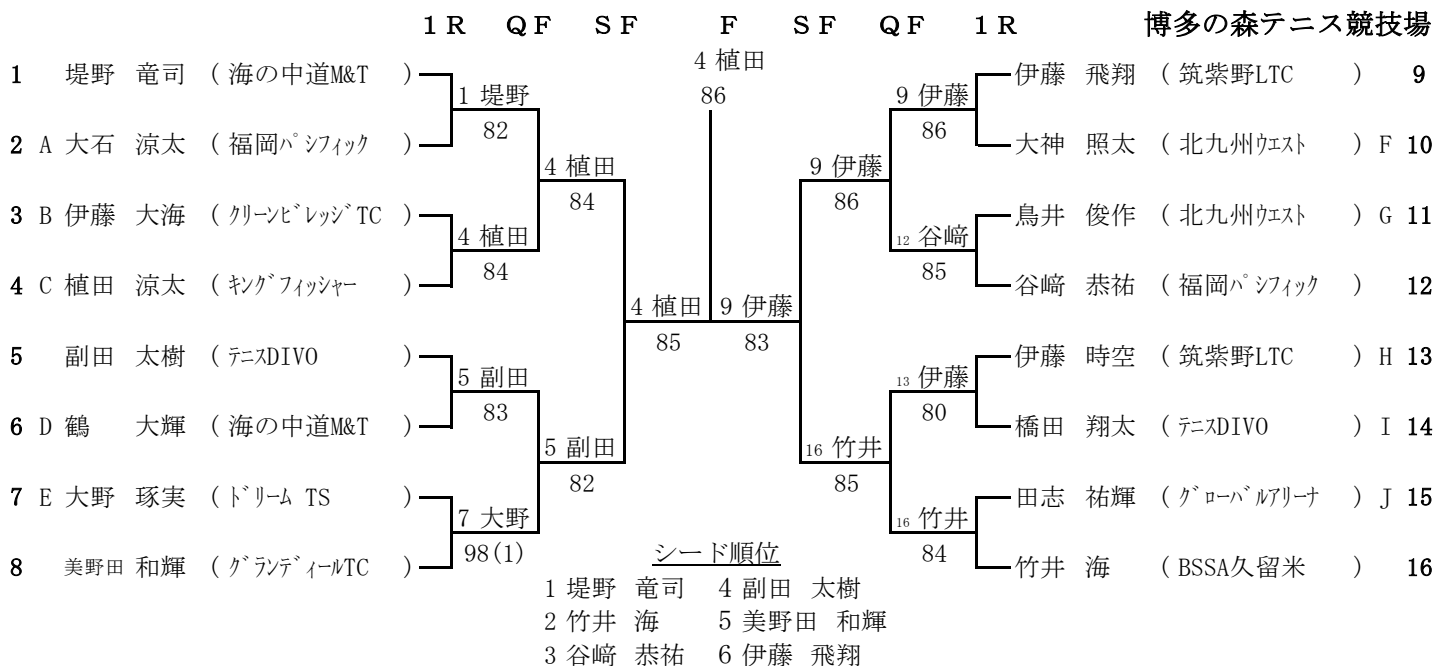 1R QF SF F SF QF 1R 博多の森テニス競技場
4 植田
86
1 堤野 竜司 (海の中道M&T )
1 堤野
82
2 A 大石 涼太 (福岡パシフィック )
4 植田
84
3 B 伊藤 大海 (グリーンビレッジTC )
4 植田
84
4 C 植田 涼太 (キングフィッシャー )
4 植田
85
5 副田 太樹 (テニスDIVO )
5 副田
83
6 D 鶴 大輝 (海の中道M&T )
5 副田
82
7 E 大野 琢実 (ドリーム TS )
7 大野
98(1)
8 美野田 和輝 (グランディールTC )
伊藤 飛翔 (筑紫野LTC ) 9
9 伊藤
86
大神 照太 (北九州ウエスト ) F 10
9 伊藤
86
鳥井 俊作 (北九州ウエスト ) G 11
12 谷﨑
85
谷﨑 恭祐 (福岡パシフィック ) 12
9 伊藤
83
伊藤 時空 (筑紫野LTC ) H 13
13 伊藤
80
橋田 翔太 (テニスDIVO ) I 14
16 竹井
85
田志 祐輝 (グローバルアリーナ ) J 15
16 竹井
84
竹井 海 (BSSA久留米 ) 16
シード順位
1 堤野 竜司 4 副田 太樹
2 竹井 海 5 美野田 和輝
3 谷﨑 恭祐 6 伊藤 飛翔